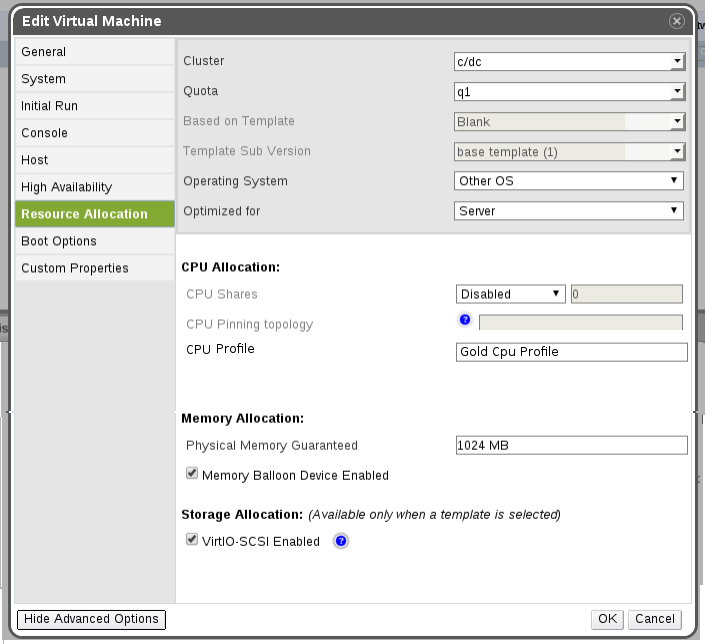 Edit Virtual Machine
General
System
Initial Run
Console
Host
High Availability
Resource Allocation
Boot Options
Custom Properties
Cluster c/dc
Quota q1
Based on Template Blank
Template Sub Version base template (1)
Operating System Other OS
Optimized for Server
CPU Allocation:
CPU Shares Disabled 0
CPU Pinning topology ?
CPU Profile Gold Cpu Profile
Memory Allocation:
Physical Memory Guaranteed 1024 MB
Memory Balloon Device Enabled
Storage Allocation: (Available only when a template is selected)
VirtIO-SCSI Enabled ?
Hide Advanced Options OK Cancel